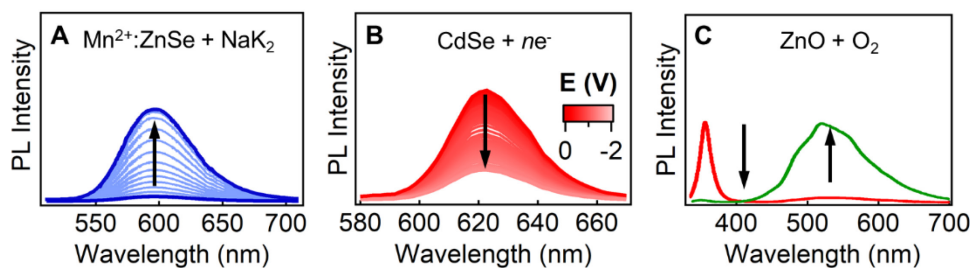 A
Mn²⁺:ZnSe + NaK₂
PL Intensity
550
600
650
700
Wavelength (nm)
B
CdSe + ne⁻
E (V)
0
-2
PL Intensity
580
600
620
640
660
Wavelength (nm)
C
ZnO + O₂
PL Intensity
400
500
600
700
Wavelength (nm)